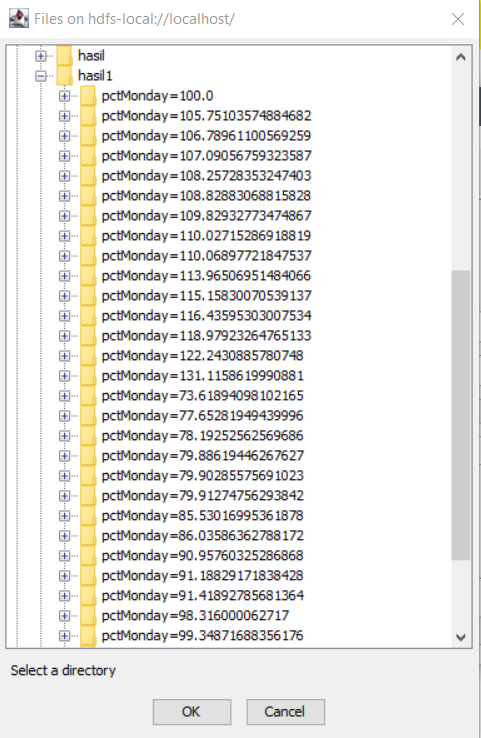 Files on hdfs-local://localhost/
hasil
hasil1
pctMonday=100.0
pctMonday=105.75103574884682
pctMonday=106.78961100569259
pctMonday=107.09056759323587
pctMonday=108.25728353247403
pctMonday=108.82883068815828
pctMonday=109.82932773474867
pctMonday=110.02715286918819
pctMonday=110.06897721847537
pctMonday=113.96506951484066
pctMonday=115.15830070539137
pctMonday=116.43595303007534
pctMonday=118.97923264765133
pctMonday=122.2430885780748
pctMonday=131.1158619990881
pctMonday=73.61894098102165
pctMonday=77.65281949439996
pctMonday=78.19252562569686
pctMonday=79.88619446267627
pctMonday=79.90285575691023
pctMonday=79.91274756293842
pctMonday=85.53016995361878
pctMonday=86.03586362788172
pctMonday=90.95760325286868
pctMonday=91.18829171838428
pctMonday=91.41892785681364
pctMonday=98.316000062717
pctMonday=99.34871688356176
Select a directory
OK Cancel